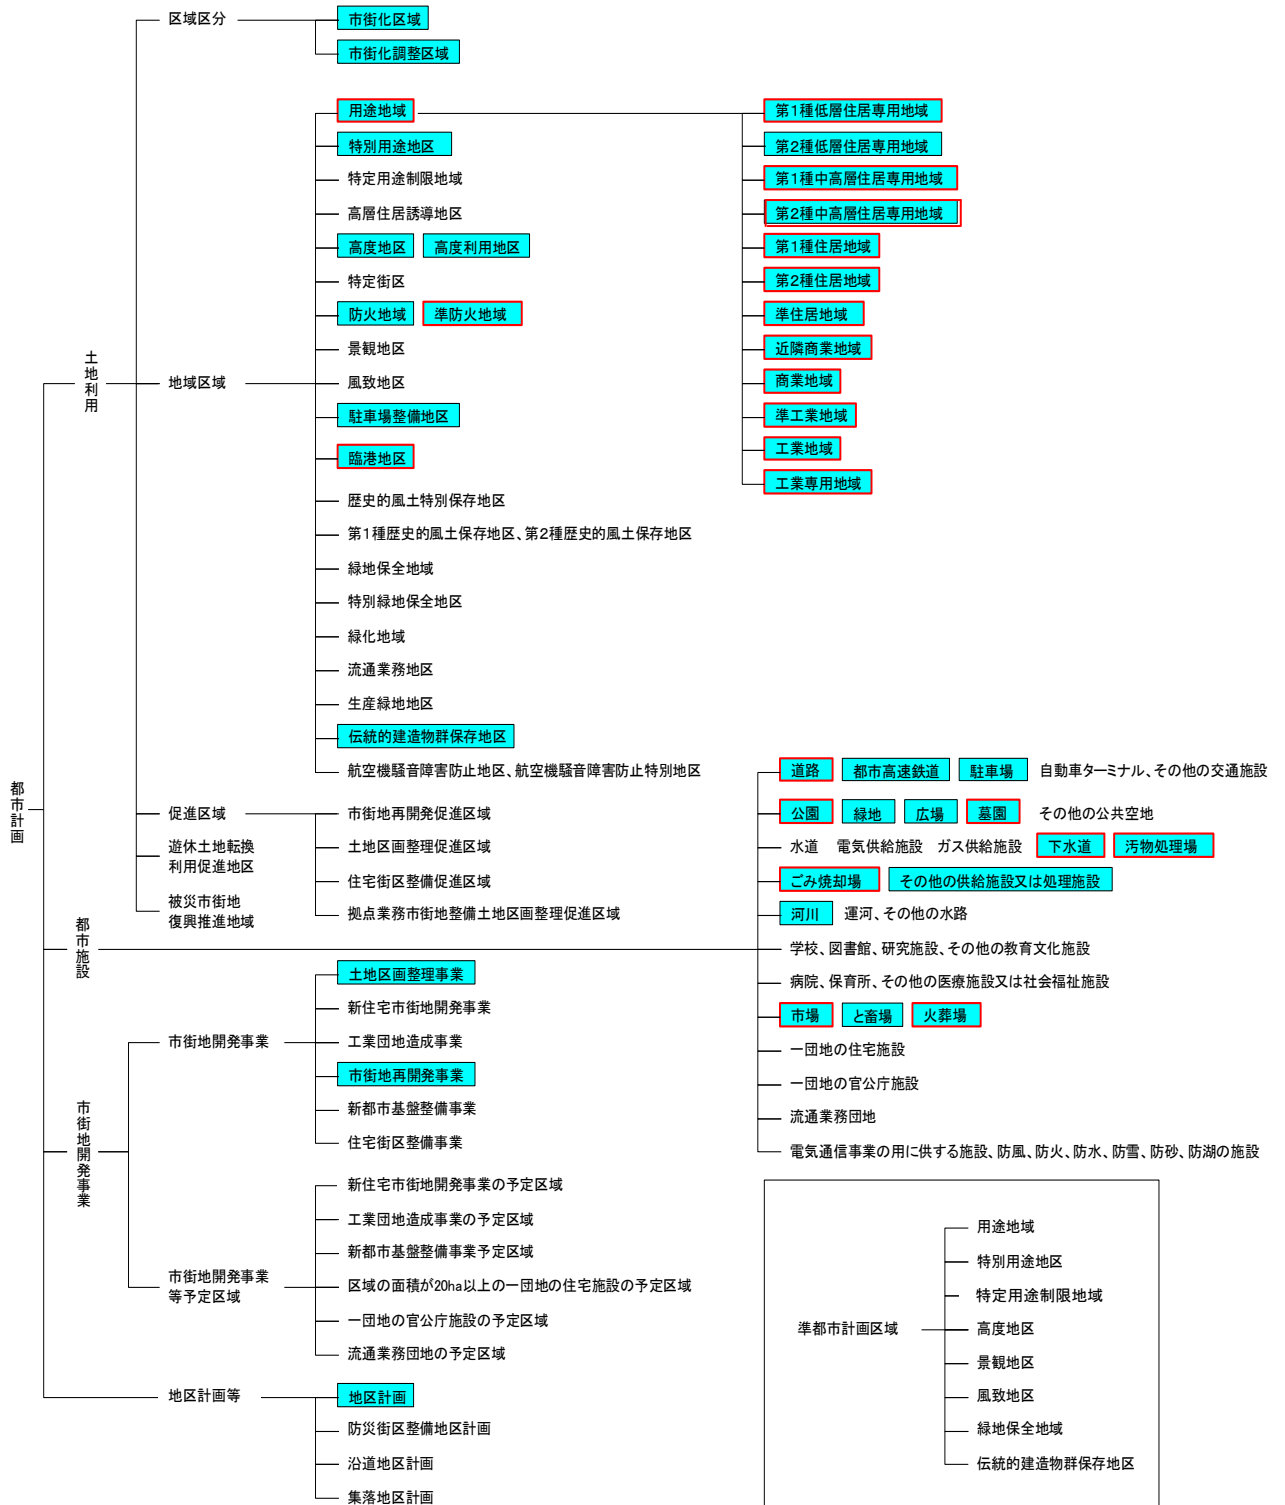 区域区分
市街化区域
市街化調整区域
用途地域
第1種低層住居専用地域
特別用途地区
第2種低層住居専用地域
特定用途制限地域
第1種中高層住居専用地域
高層住居誘導地区
第2種中高層住居専用地域
高度地区 高度利用地区
第1種住居地域
特定街区
第2種住居地域
防火地域 準防火地域
準住居地域
景観地区
近隣商業地域
土地利用
地域区域
風致地区
商業地域
駐車場整備地区
準工業地域
臨港地区
工業地域
工業専用地域
歴史的風土特別保存地区
第1種歴史的風土保存地区、第2種歴史的風土保存地区
緑地保全地域
特別緑地保全地区
緑化地域
流通業務地区
生産緑地地区
伝統的建造物群保存地区
航空機騒音障害防止地区、航空機騒音障害防止特別地区
道路 都市高速鉄道 駐車場 自動車ターミナル、その他の交通施設
都市計画
促進区域
市街地再開発促進区域
公園 緑地 広場 墓園 その他の公共空地
遊休土地転換
利用促進地区
土地区画整理促進区域
水道 電気供給施設 ガス供給施設 下水道 汚物処理場
住宅街区整備促進区域
ごみ焼却場 その他の供給施設又は処理施設
被災市街地
復興推進地域
拠点業務市街地整備土地区画整理促進区域
河川 運河、その他の水路
都市施設
学校、図書館、研究施設、その他の教育文化施設
土地区画整理事業
病院、保育所、その他の医療施設又は社会福祉施設
新住宅市街地開発事業
市場 と畜場 火葬場
市街地開発事業
工業団地造成事業
一団地の住宅施設
市街地再開発事業
一団地の官公庁施設
新都市基盤整備事業
流通業務団地
市街地開発事業
住宅街区整備事業
電気通信事業の用に供する施設、防風、防火、防水、防雪、防砂、防湖の施設
新住宅市街地開発事業の予定区域
工業団地造成事業の予定区域
新都市基盤整備事業予定区域
市街地開発事業
等予定区域
区域の面積が20ha以上の一団地の住宅施設の予定区域
一団地の官公庁施設の予定区域
流通業務団地の予定区域
地区計画等
地区計画
防災街区整備地区計画
沿道地区計画
集落地区計画
準都市計画区域
用途地域
特別用途地区
特定用途制限地域
高度地区
景観地区
風致地区
緑地保全地域
伝統的建造物群保存地区